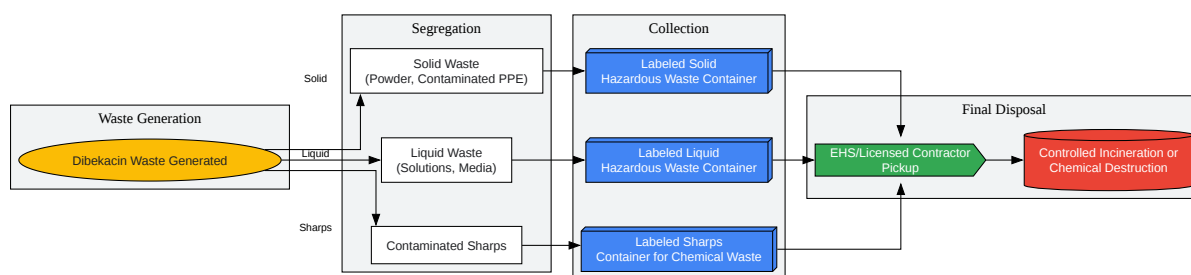 Waste Generation
Dibekacin Waste Generated
Solid
Liquid
Sharps
Segregation
Solid Waste
(Powder, Contaminated PPE)
Liquid Waste
(Solutions, Media)
Contaminated Sharps
Collection
Labeled Solid
Hazardous Waste Container
Labeled Liquid
Hazardous Waste Container
Labeled Sharps
Container for Chemical Waste
Final Disposal
EHS/Licensed Contractor
Pickup
Controlled Incineration or
Chemical Destruction